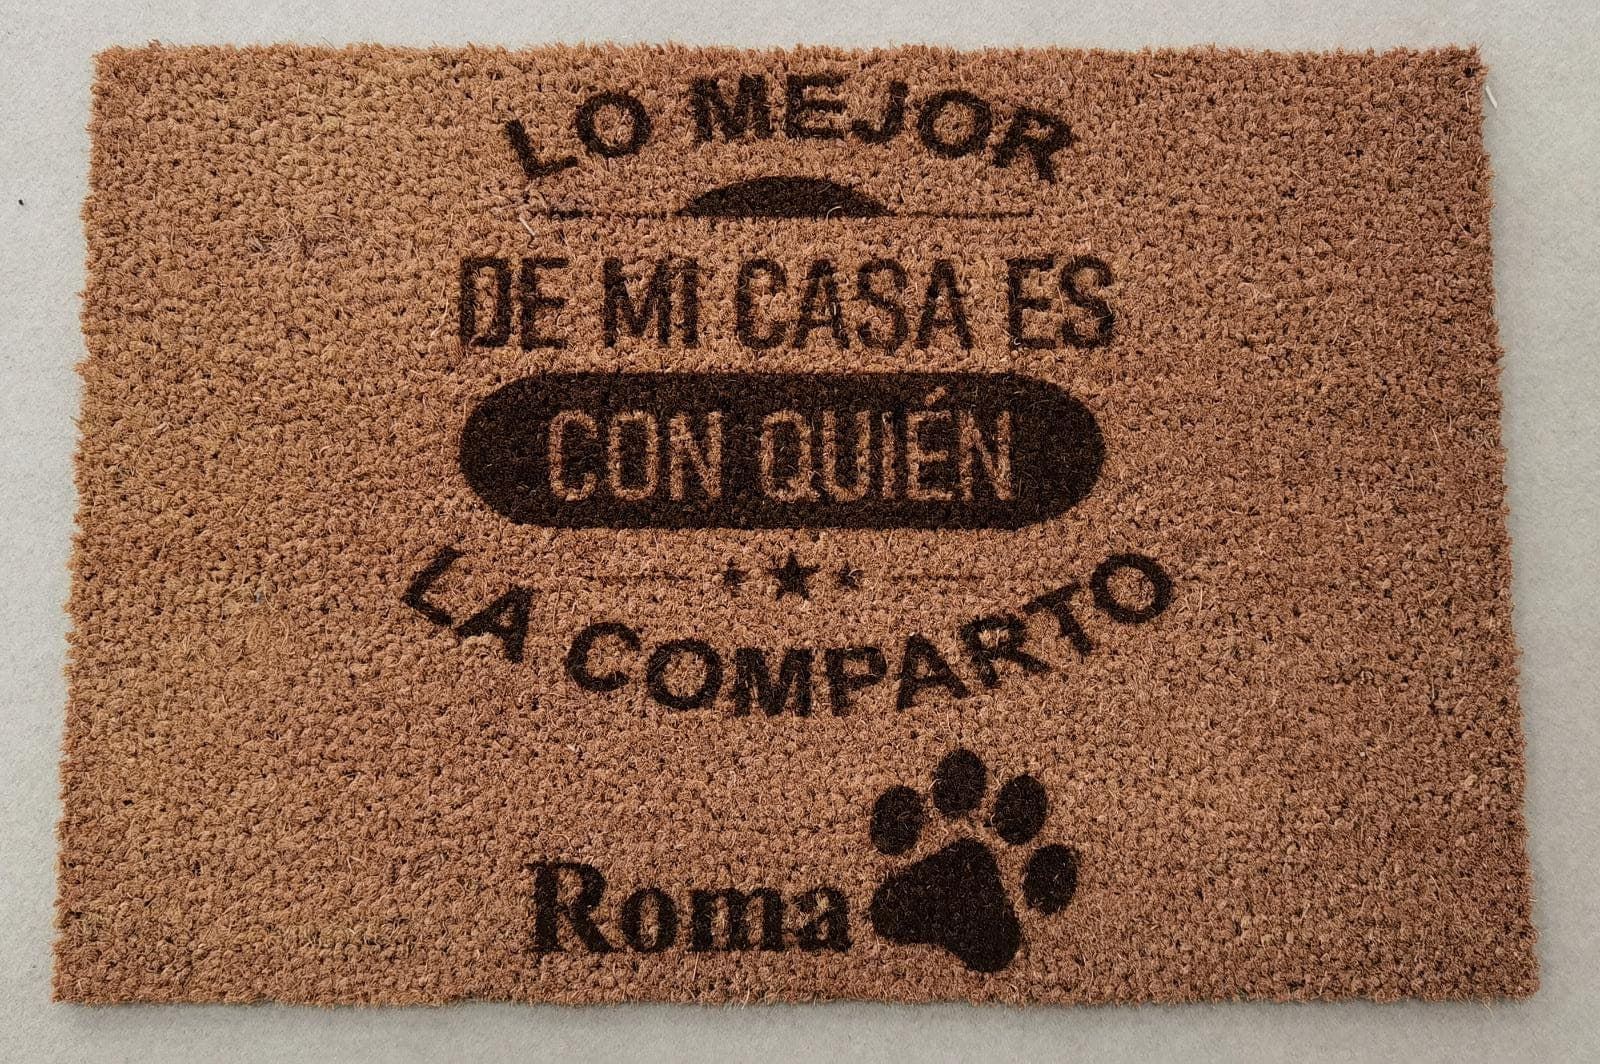 LO MEJOR
DE MI CASA ES
CON QUIÉN
LA COMPARTO
Roma